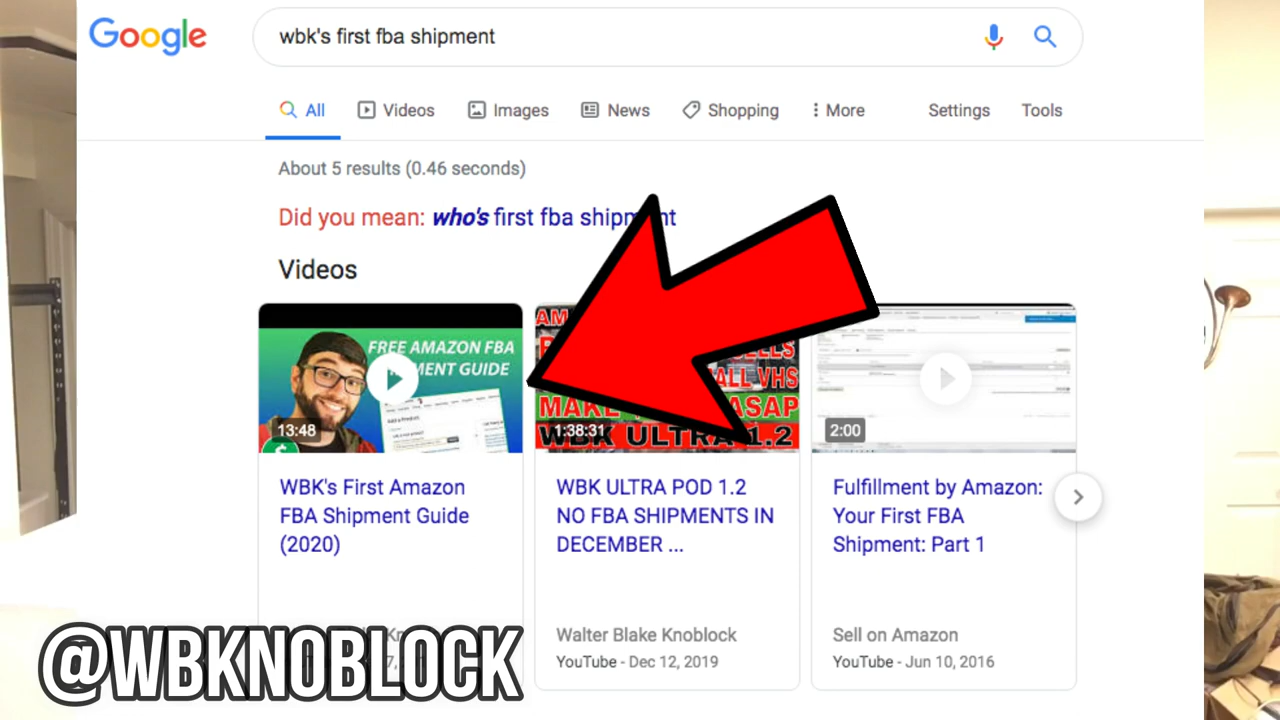 Google
wbk's first fba shipment
All
Videos
Images
News
Shopping
More
Settings
Tools
About 5 results (0.46 seconds)
Did you mean: who's first fba
Videos
FREE AMAZON FBA
GUIDE
13:48
WBK's First Amazon
FBA Shipment Guide
(2020)
ALL VHS
MAKE
ASAP
WBK ULTRA 1.2
1:38:31
WBK ULTRA POD 1.2
NO FBA SHIPMENTS IN
DECEMBER ...
Walter Blake Knoblock
YouTube - Dec 12, 2019
2:00
Fulfillment by Amazon:
Your First FBA
Shipment: Part 1
Sell on Amazon
YouTube - Jun 10, 2016
@WBKNOBLOCK